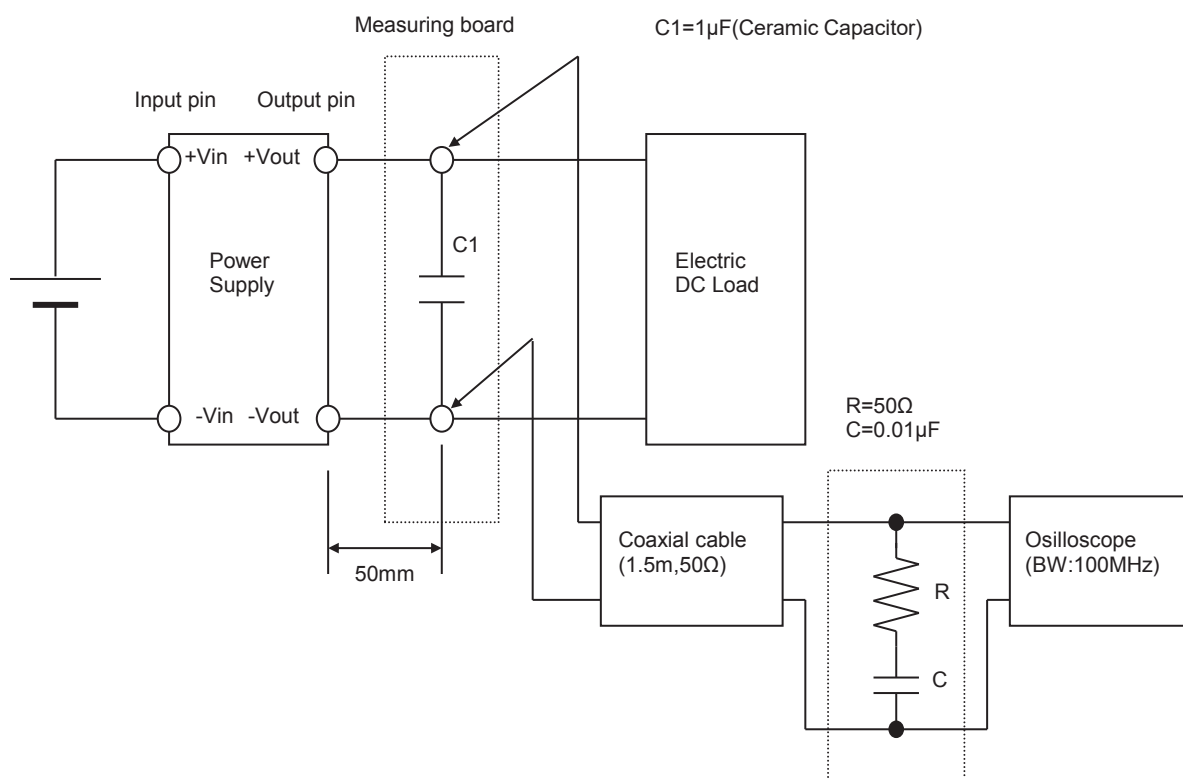 Measuring board
C1=1µF(Ceramic Capacitor)
Input pin
Output pin
+Vin +Vout
C1
Power
Supply
Electric
DC Load
-Vin -Vout
R=50Ω
C=0.01µF
50mm
Coaxial cable
(1.5m,50Ω)
R
C
Osilloscope
(BW:100MHz)